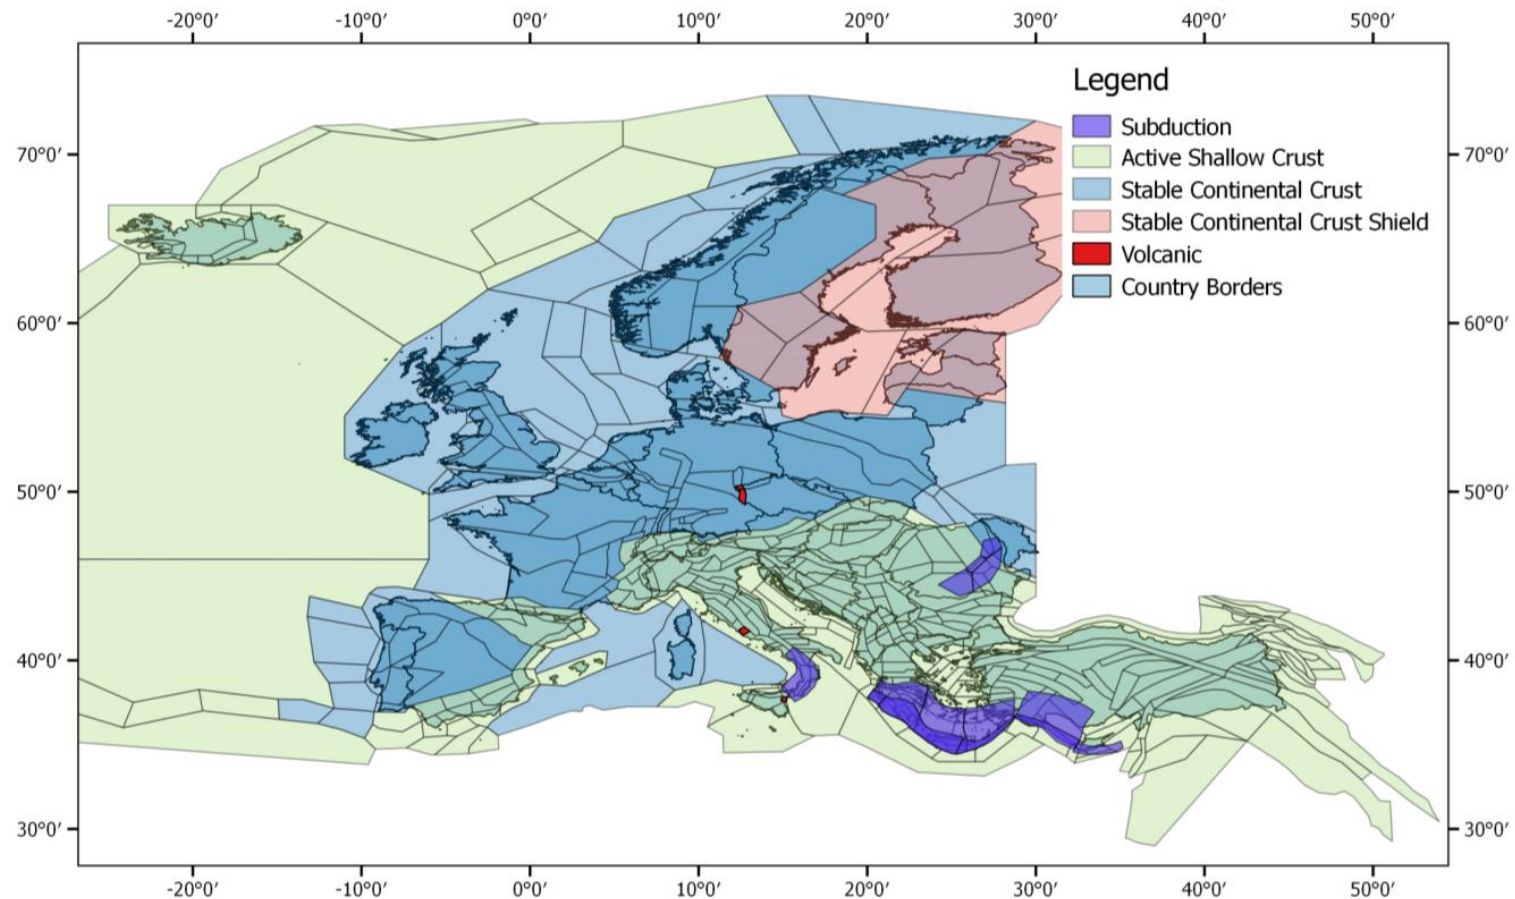 -20°0′ -10°0′ 0°0′ 10°0′ 20°0′ 30°0′ 40°0′ 50°0′
Legend
Subduction
Active Shallow Crust
Stable Continental Crust
Stable Continental Crust Shield
Volcanic
Country Borders
70°0′ 70°0′
60°0′ 60°0′
50°0′ 50°0′
40°0′ 40°0′
30°0′ 30°0′
-20°0′ -10°0′ 0°0′ 10°0′ 20°0′ 30°0′ 40°0′ 50°0′